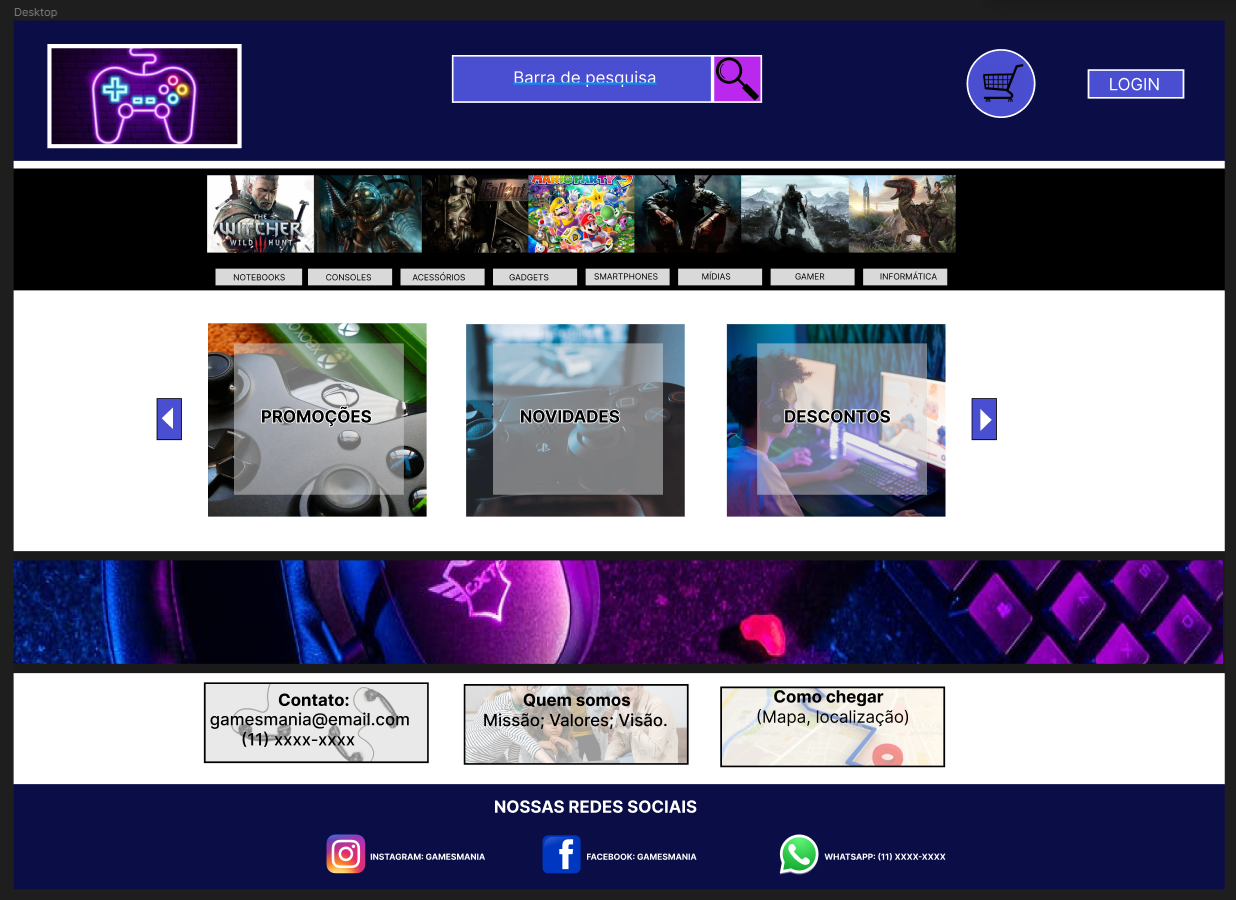 Desktop
Barra de pesquisa
LOGIN
THE
WITCHER
WILD HUNT
Fallout
MARIO PARTY
NOTEBOOKS
CONSOLES
ACESSÓRIOS
GADGETS
SMARTPHONES
MÍDIAS
GAMER
INFORMÁTICA
XBOX
PROMOÇÕES
NOVIDADES
DESCONTOS
Contato:
gamesmania@email.com
(11) xxxx-xxxx
Quem somos
Missão; Valores; Visão.
Como chegar
(Mapa, localização)
NOSSAS REDES SOCIAIS
INSTAGRAM: GAMESMANIA
FACEBOOK: GAMESMANIA
WHATSAPP: (11) XXXX-XXXX